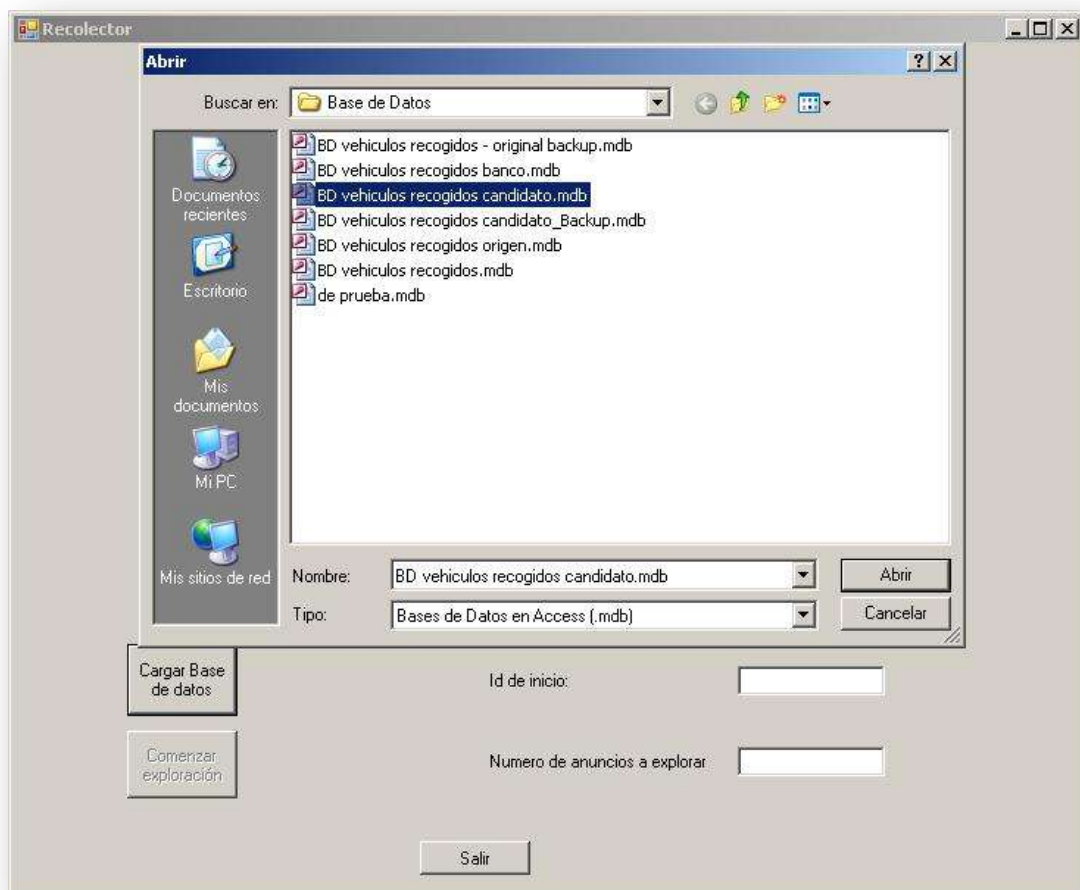 Recolector
Abrir
Buscar en:
Base de Datos
Documentos
recientes
Escritorio
Mis
documentos
Mi PC
Mis sitios de red
BD vehiculos recogidos - original backup.mdb
BD vehiculos recogidos banco.mdb
BD vehiculos recogidos candidato.mdb
BD vehiculos recogidos candidato_Backup.mdb
BD vehiculos recogidos origen.mdb
BD vehiculos recogidos.mdb
de prueba.mdb
Nombre:
BD vehiculos recogidos candidato.mdb
Abrir
Tipo:
Bases de Datos en Access (.mdb)
Cancelar
Cargar Base
de datos
Id de inicio:
Comenzar
exploración
Numero de anuncios a explorar
Salir